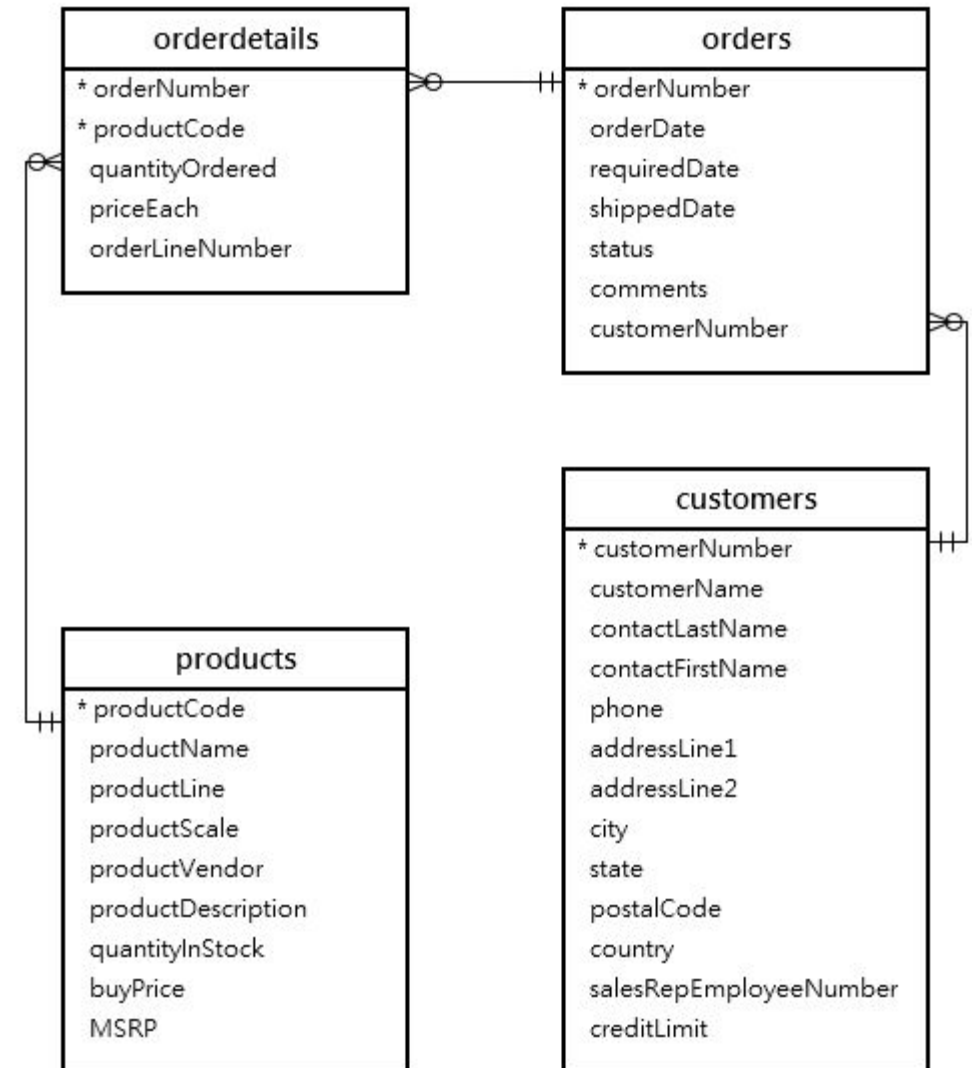 orderdetails
* orderNumber
* productCode
quantityOrdered
priceEach
orderLineNumber
orders
* orderNumber
orderDate
requiredDate
shippedDate
status
comments
customerNumber
products
* productCode
productName
productLine
productScale
productVendor
productDescription
quantityInStock
buyPrice
MSRP
customers
* customerNumber
customerName
contactLastName
contactFirstName
phone
addressLine1
addressLine2
city
state
postalCode
country
salesRepEmployeeNumber
creditLimit